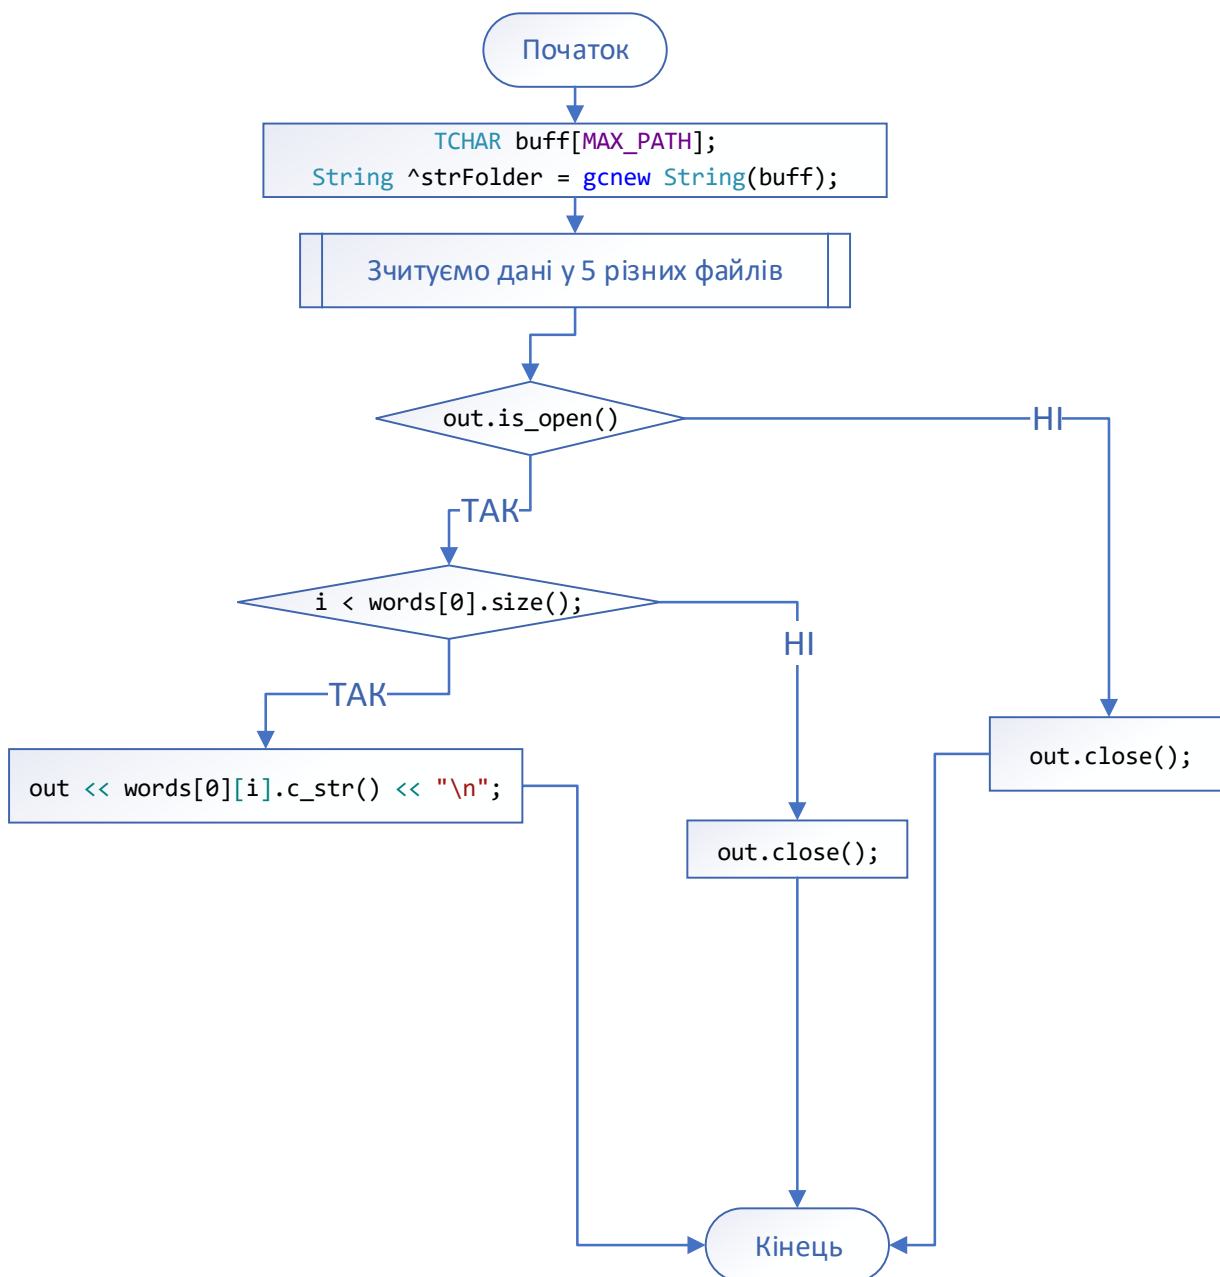 Початок
TCHAR buff[MAX_PATH];
String ^strFolder = gcnew String(buff);
Зчитуємо дані у 5 різних файлів
out.is_open()
НІ
ТАК
i < words[0].size();
НІ
ТАК
out << words[0][i].c_str() << "\n";
out.close();
out.close();
Кінець